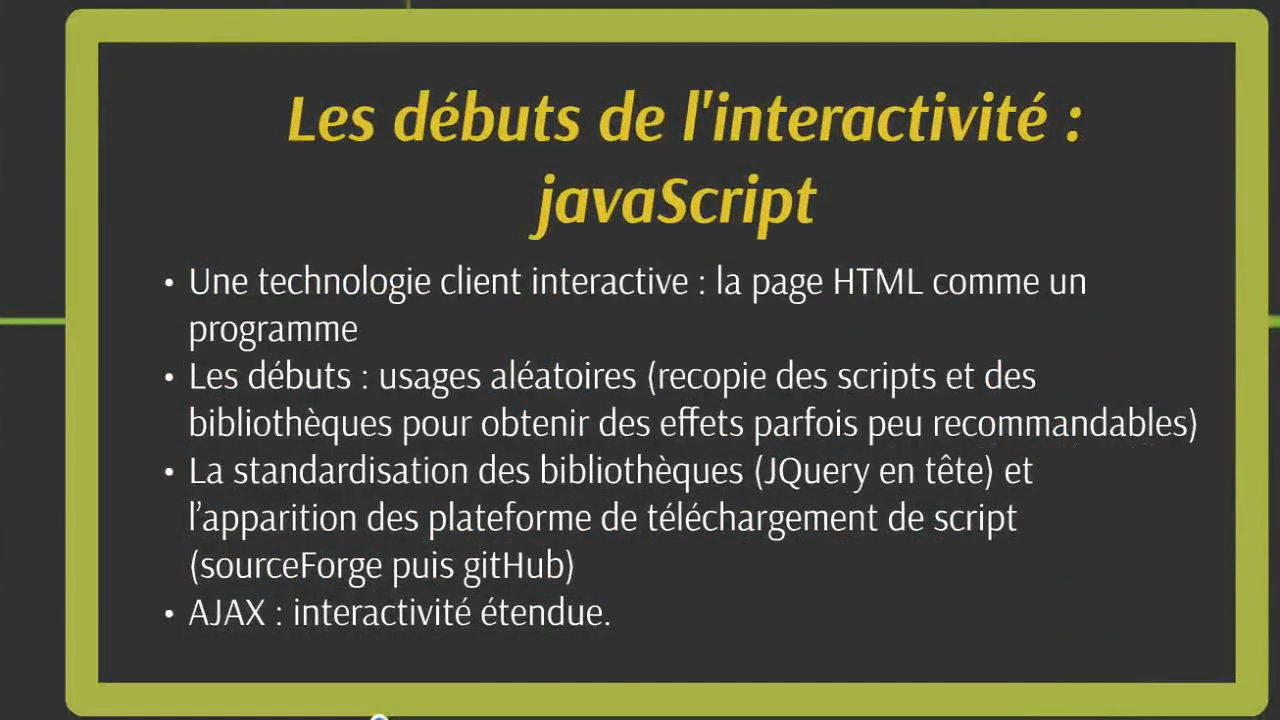 Les débuts de l'interactivité :
javaScript
• Une technologie client interactive : la page HTML comme un
programme
• Les débuts : usages aléatoires (recopie des scripts et des
bibliothèques pour obtenir des effets parfois peu recommandables)
• La standardisation des bibliothèques (JQuery en tête) et
l’apparition des plateforme de téléchargement de script
(sourceForge puis gitHub)
• AJAX : interactivité étendue.